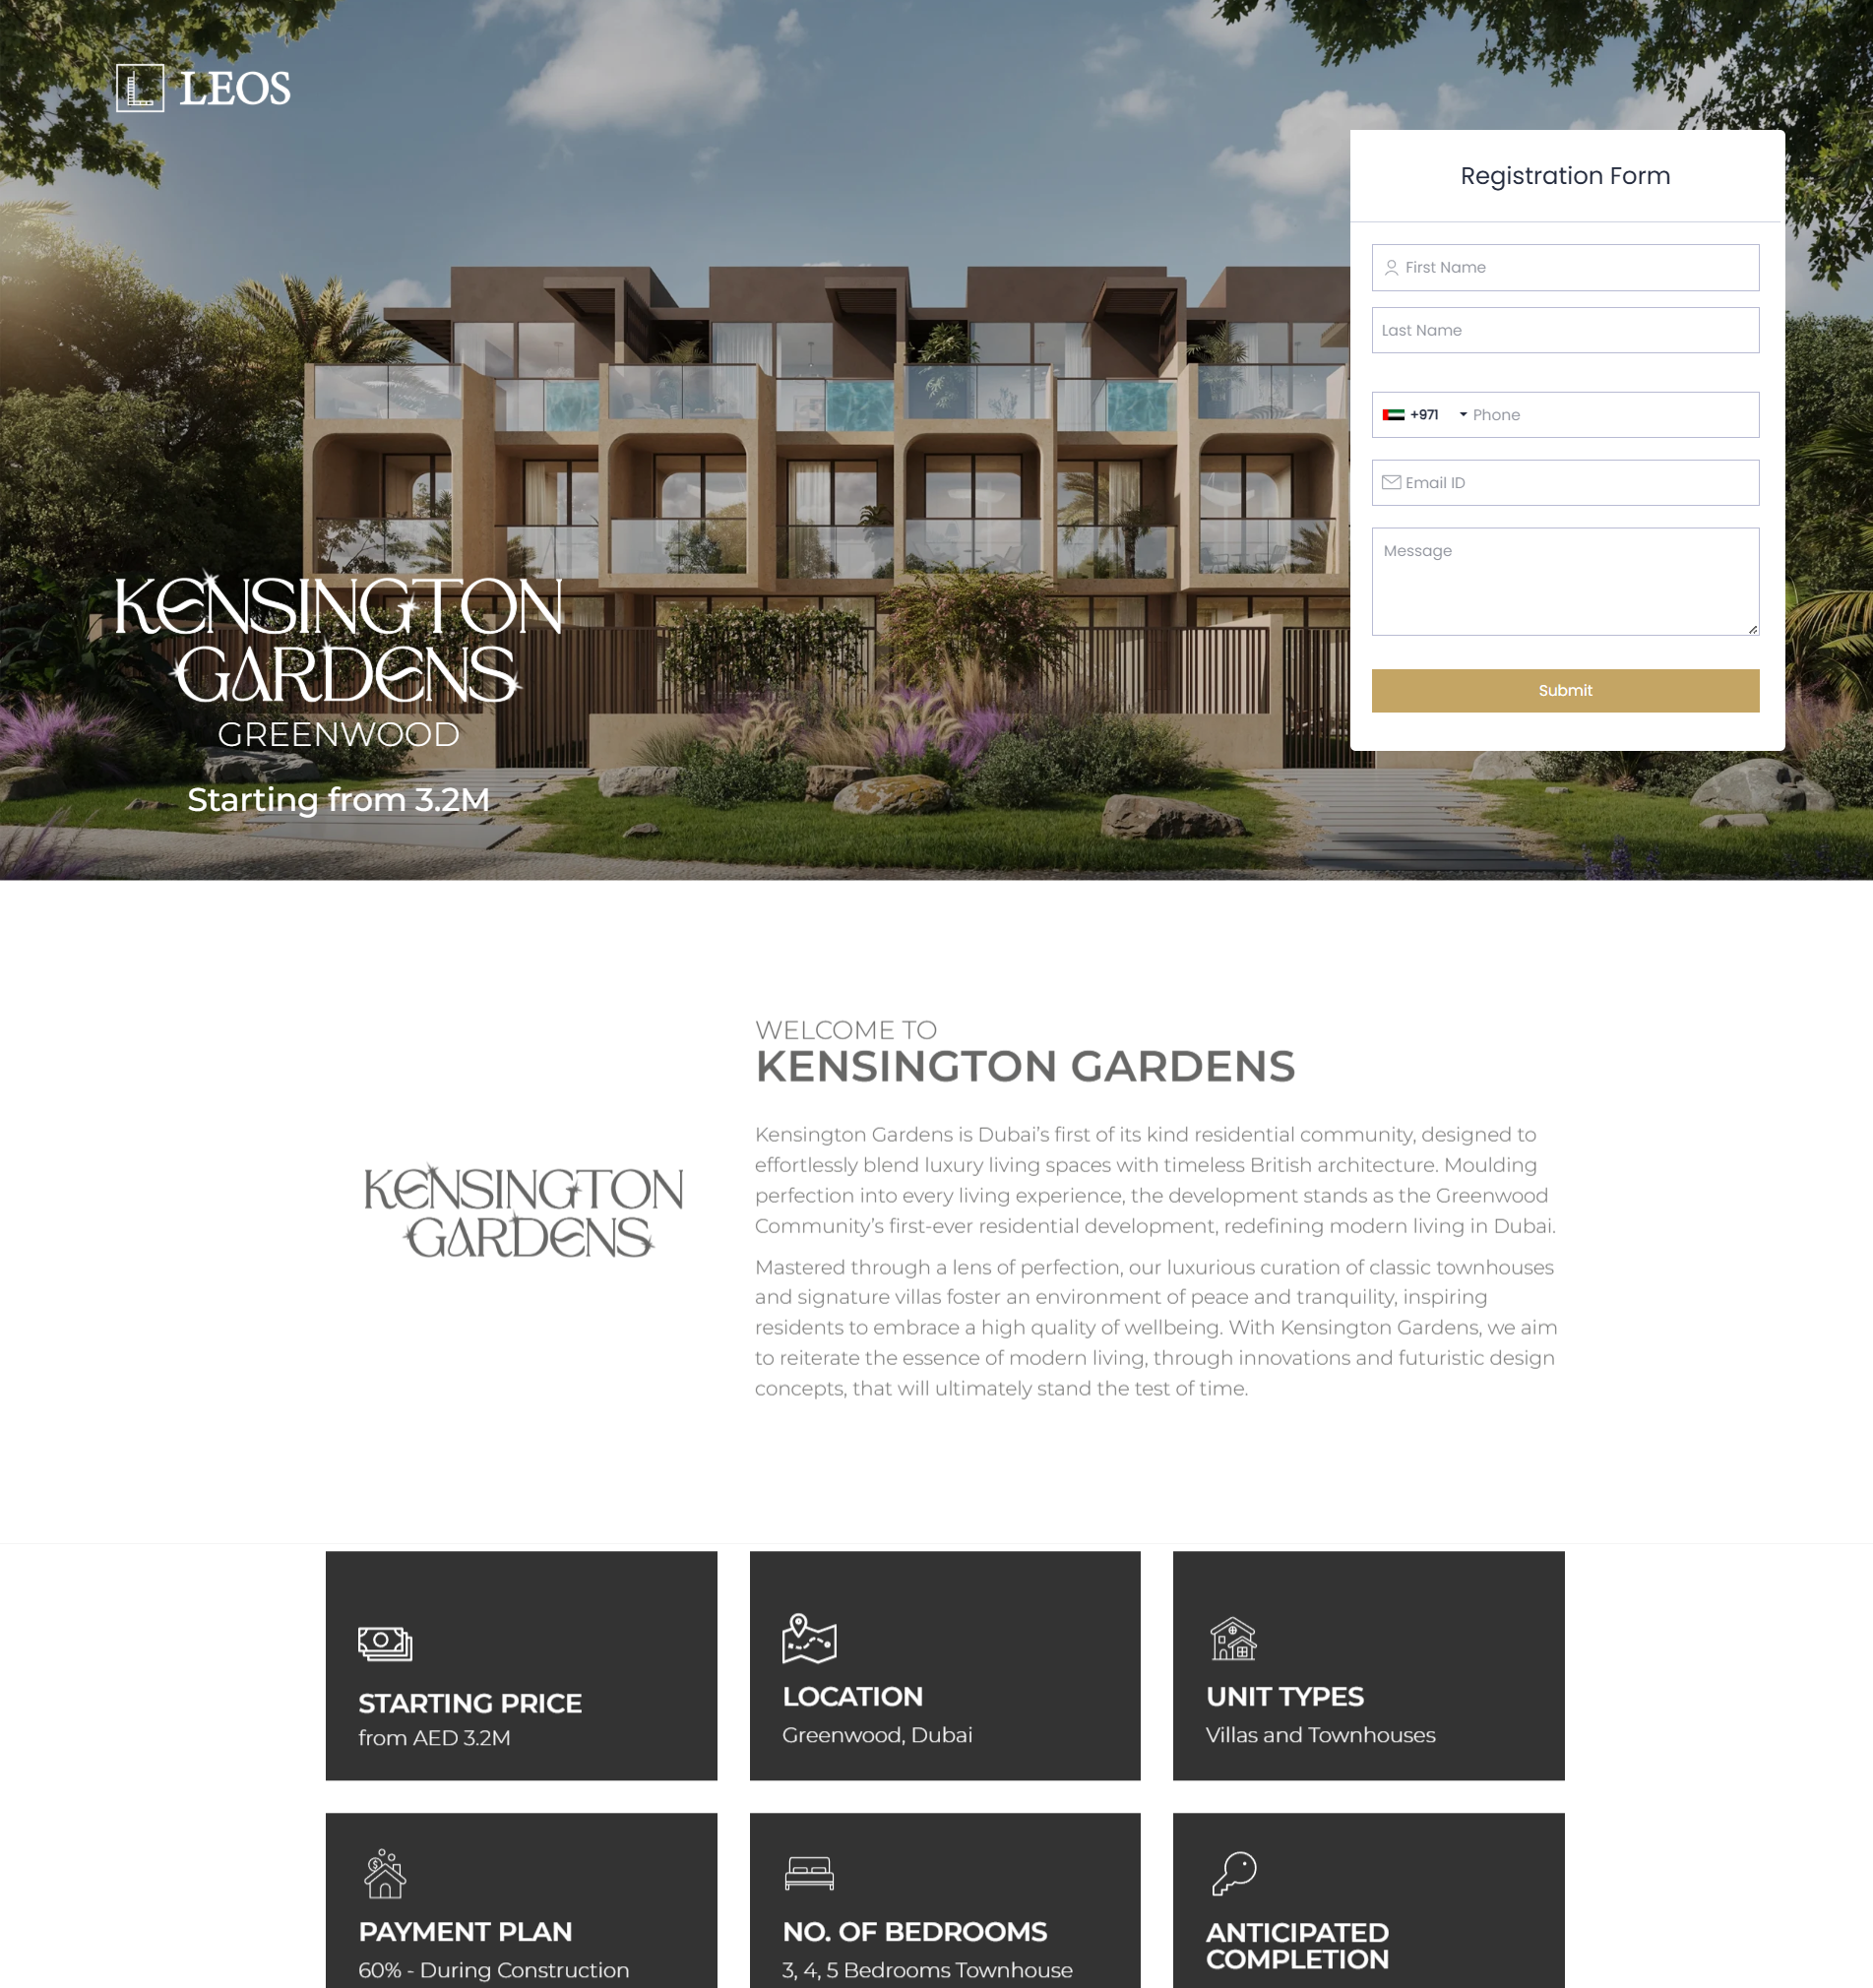 LEOS
Registration Form
First Name
Last Name
+971 Phone
Email ID
Message
Submit
KENSINGTON
GARDENS
GREENWOOD
Starting from 3.2M
WELCOME TO
KENSINGTON GARDENS
KENSINGTON
GARDENS
Kensington Gardens is Dubai’s first of its kind residential community, designed to
effortlessly blend luxury living spaces with timeless British architecture. Moulding
perfection into every living experience, the development stands as the Greenwood
Community’s first-ever residential development, redefining modern living in Dubai.
Mastered through a lens of perfection, our luxurious curation of classic townhouses
and signature villas foster an environment of peace and tranquility, inspiring
residents to embrace a high quality of wellbeing. With Kensington Gardens, we aim
to reiterate the essence of modern living, through innovations and futuristic design
concepts, that will ultimately stand the test of time.
STARTING PRICE
from AED 3.2M
LOCATION
Greenwood, Dubai
UNIT TYPES
Villas and Townhouses
PAYMENT PLAN
60% - During Construction
NO. OF BEDROOMS
3, 4, 5 Bedrooms Townhouse
ANTICIPATED
COMPLETION